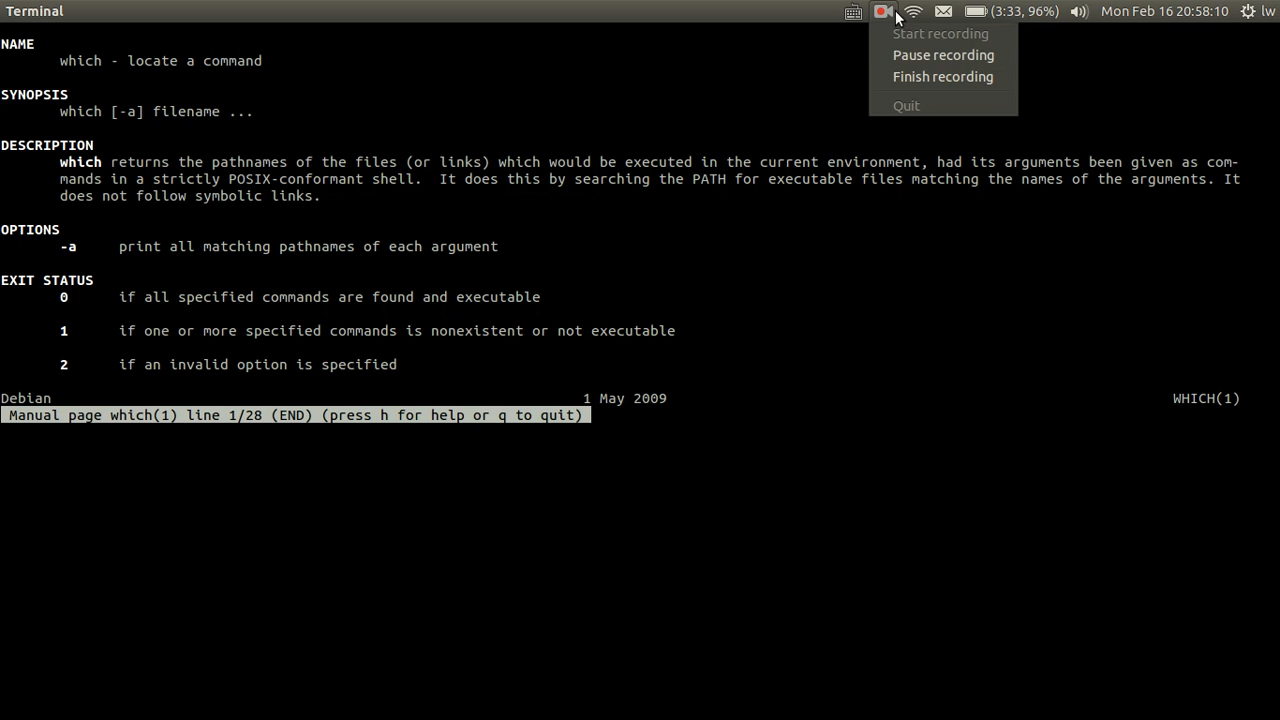 Terminal
(3:33, 96%)
Mon Feb 16 20:58:10
lw
Start recording
Pause recording
Finish recording
Quit
NAME
which - locate a command
SYNOPSIS
which [-a] filename ...
DESCRIPTION
which returns the pathnames of the files (or links) which would be executed in the current environment, had its arguments been given as com-
mands in a strictly POSIX-conformant shell.  It does this by searching the PATH for executable files matching the names of the arguments. It
does not follow symbolic links.
OPTIONS
-a     print all matching pathnames of each argument
EXIT STATUS
0      if all specified commands are found and executable
1      if one or more specified commands is nonexistent or not executable
2      if an invalid option is specified
Debian 1 May 2009 WHICH(1)
Manual page which(1) line 1/28 (END) (press h for help or q to quit)